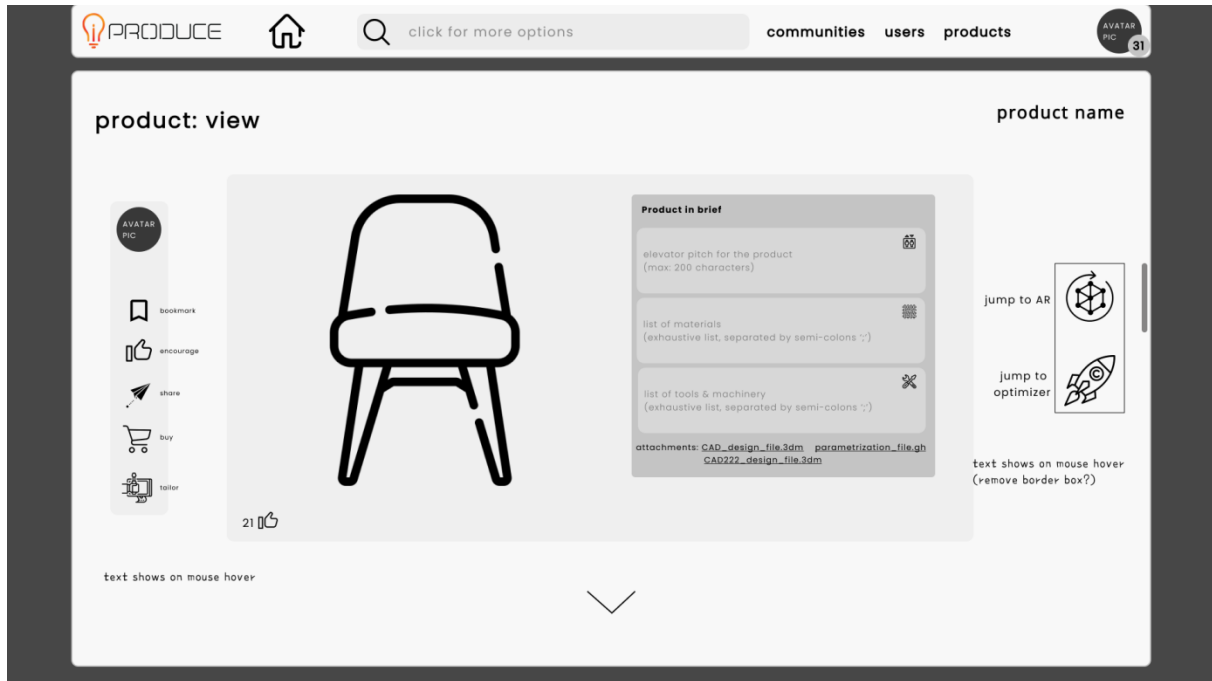 iPRODUCE
click for more options
communities users products
AVATAR
PIC
31
product: view
product name
AVATAR
PIC
bookmark
encourage
share
buy
tailor
21
text shows on mouse hover
Product in brief
elevator pitch for the product
(max: 200 characters)
list of materials
(exhaustive list, separated by semi-colons ';')
list of tools & machinery
(exhaustive list, separated by semi-colons ';')
attachments: CAD_design_file.3dm parametrization_file.gh
CAD222_design_file.3dm
jump to AR
jump to
optimizer
C
text shows on mouse hover
(remove border box?)